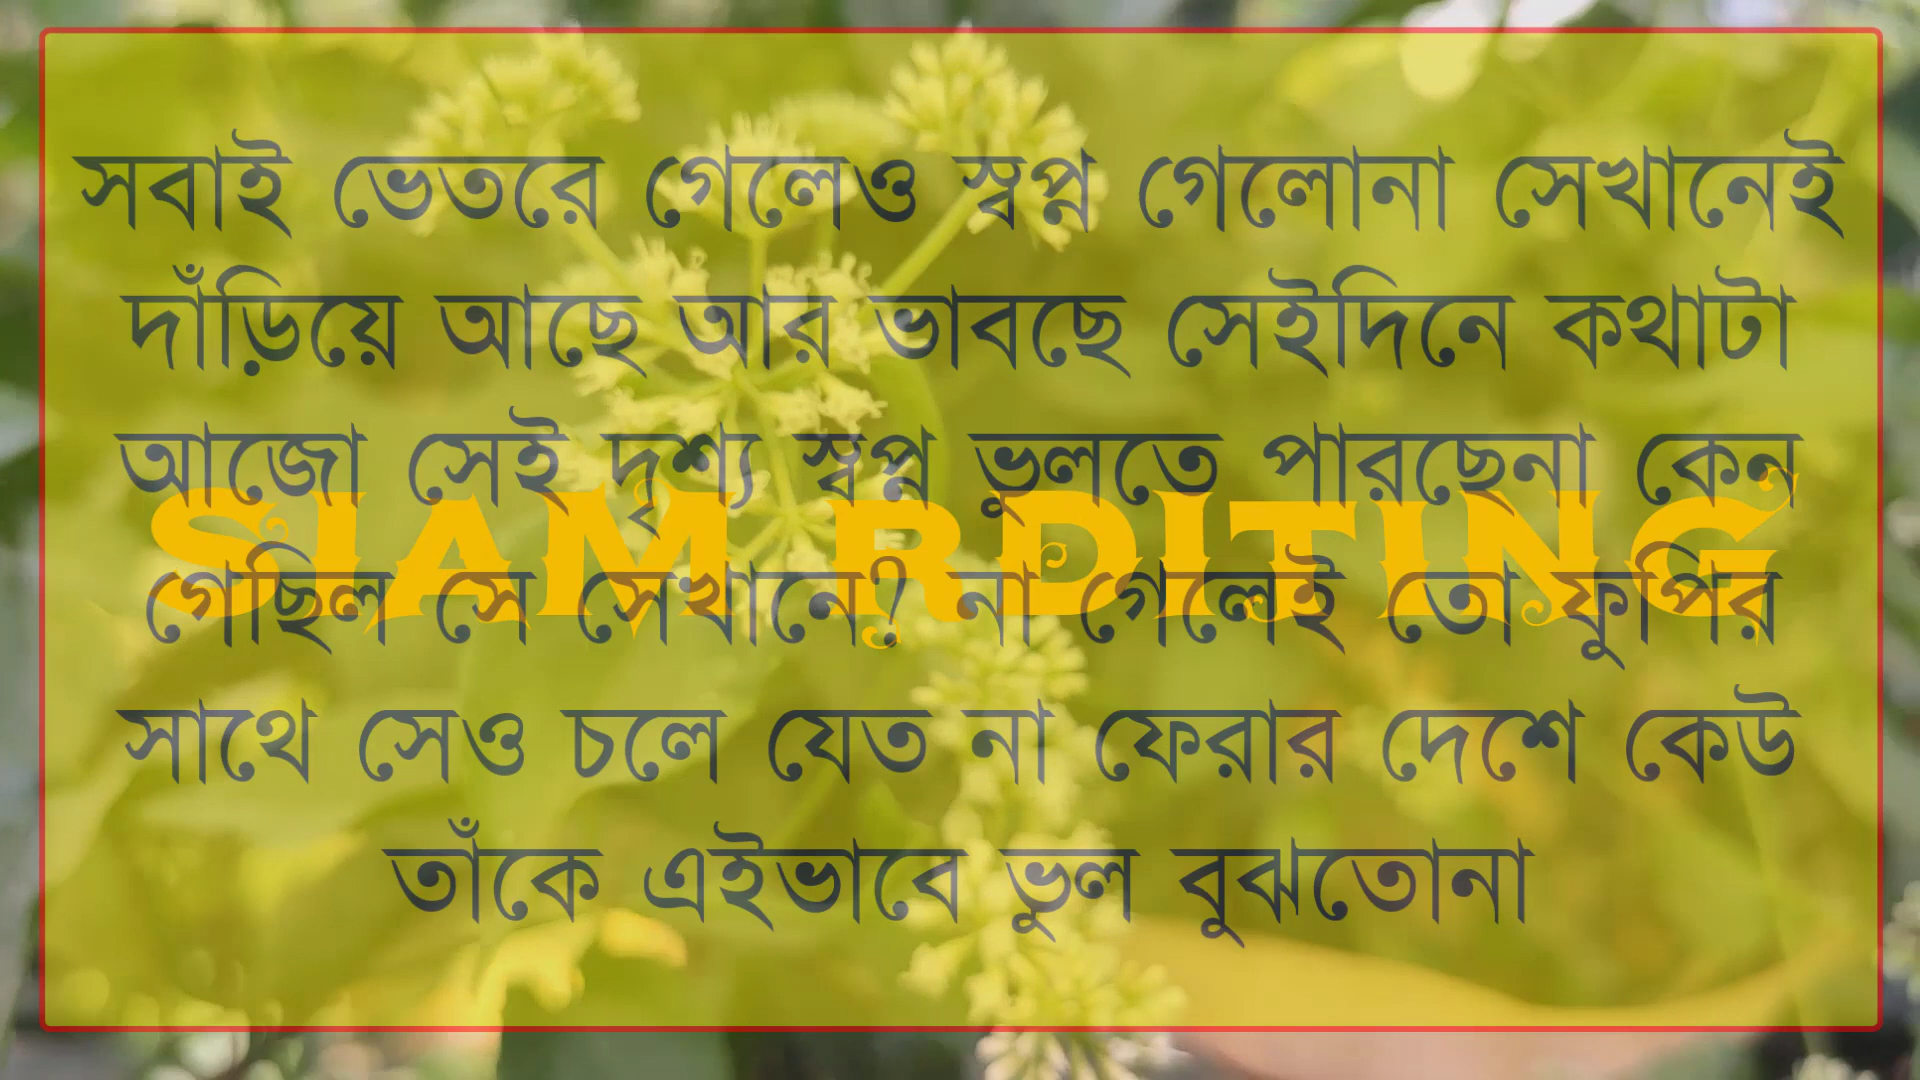 সবাই ভেতরে গেলেও স্বপ্ন গেলোনা সেখানেই
দাঁড়িয়ে আছে আর ভাবছে সেইদিনে কথাটা
আজো সেই দৃশ্য স্বপ্ন ভুলতে পারছেনা কেন
SIAM RDITING
গেছিল সে সেখানে? না গেলেই তো ফুপির
সাথে সেও চলে যেত না ফেরার দেশে কেউ
তাঁকে এইভাবে ভুল বুঝতোনা